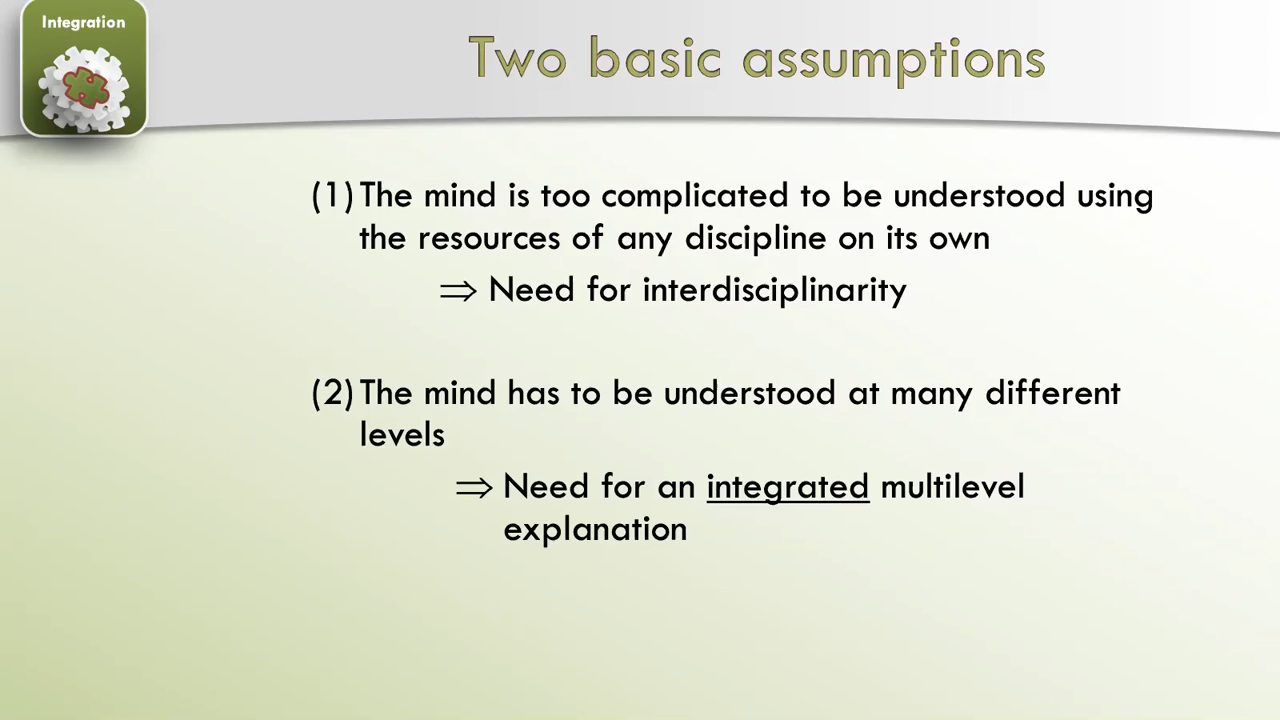 Integration
Two basic assumptions
(1) The mind is too complicated to be understood using
the resources of any discipline on its own
⇒ Need for interdisciplinarity
(2) The mind has to be understood at many different
levels
⇒ Need for an integrated multilevel
explanation